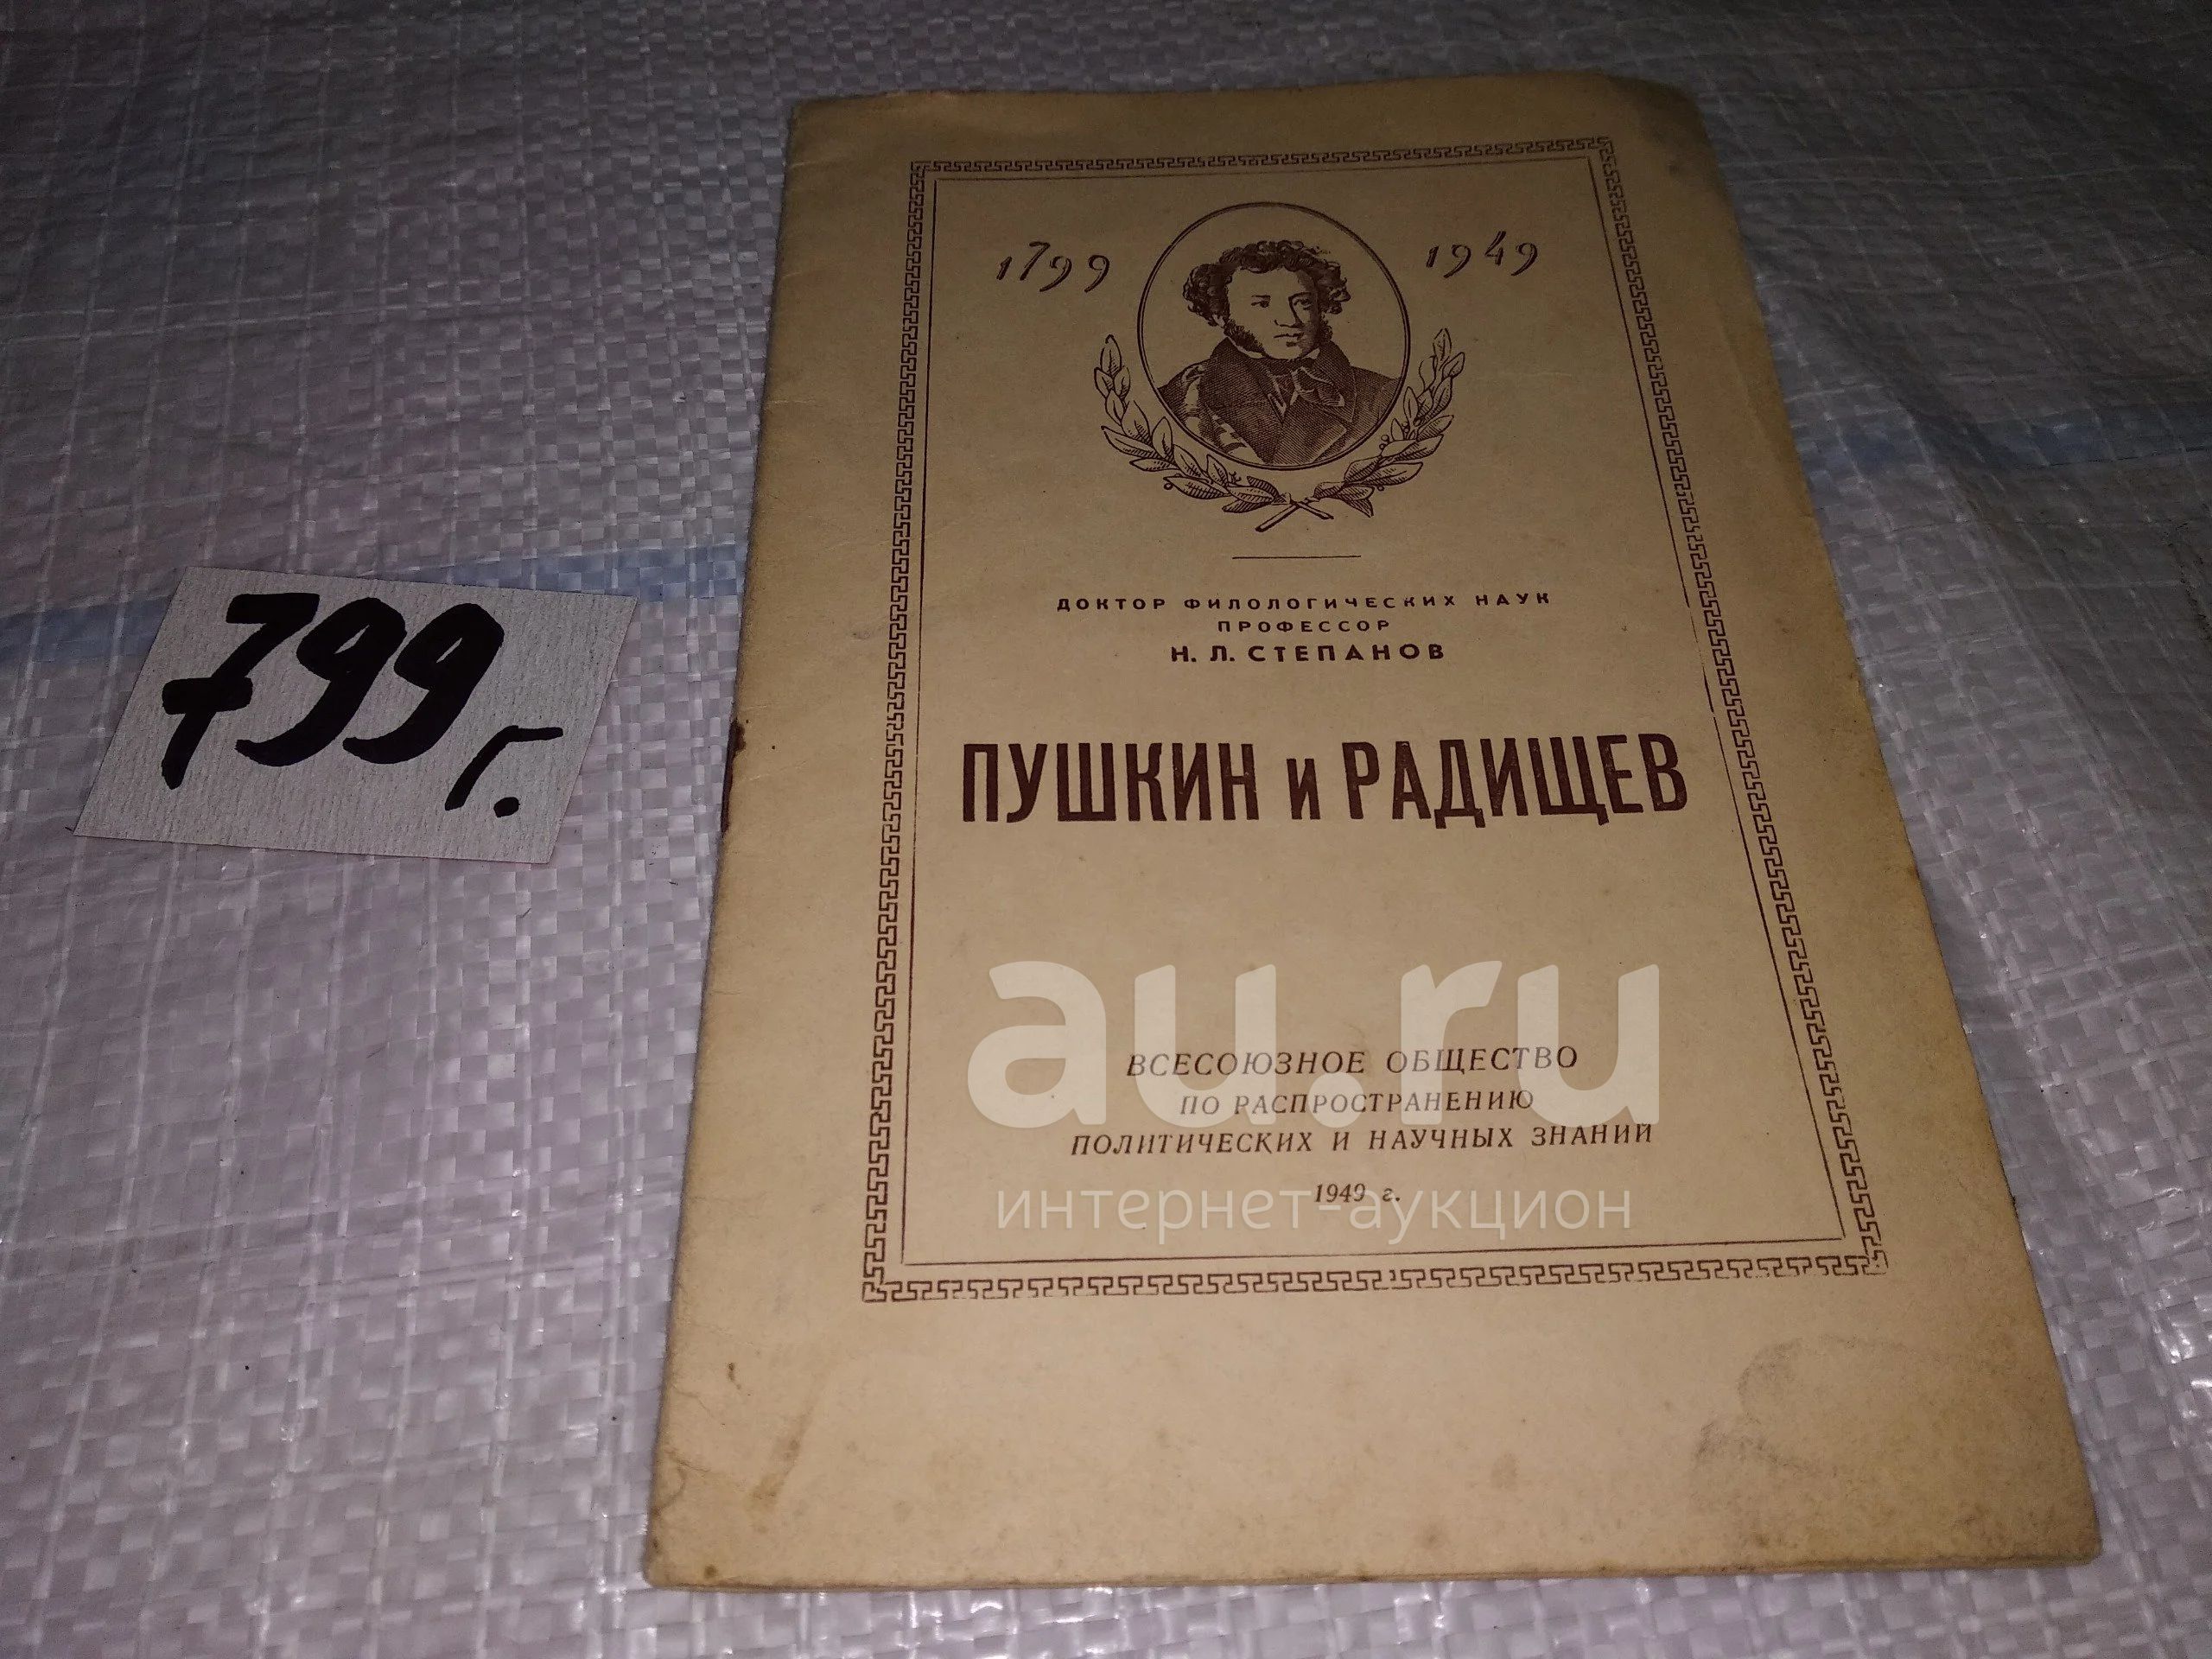 1799 1949
ДОКТОР ФИЛОЛОГИЧЕСКИХ НАУК
ПРОФЕССОР
Н. Л. СТЕПАНОВ
ПУШКИН и РАДИЩЕВ
799 г.
au.ru
ВСЕСОЮЗНОЕ ОБЩЕСТВО
ПО РАСПРОСТРАНЕНИЮ
ПОЛИТИЧЕСКИХ И НАУЧНЫХ ЗНАНИЙ
1949 г.
интернет-аукцион